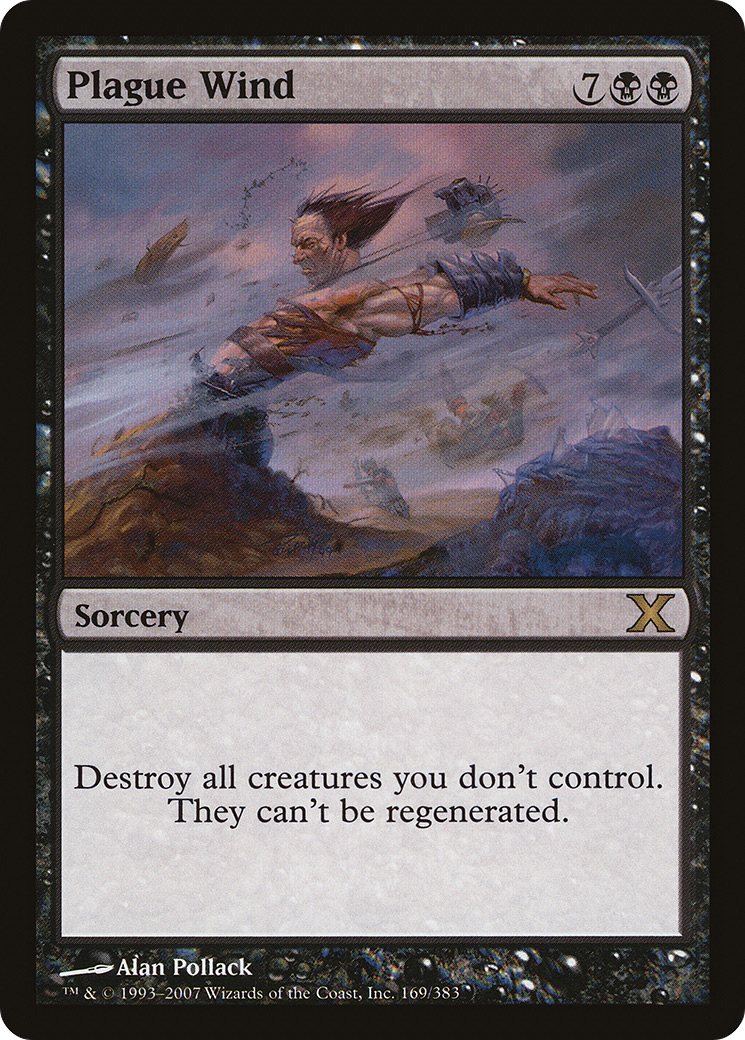 Plague Wind 7
Sorcery X
Destroy all creatures you don't control.
They can't be regenerated.
Alan Pollack
™ & © 1993–2007 Wizards of the Coast, Inc. 169/383